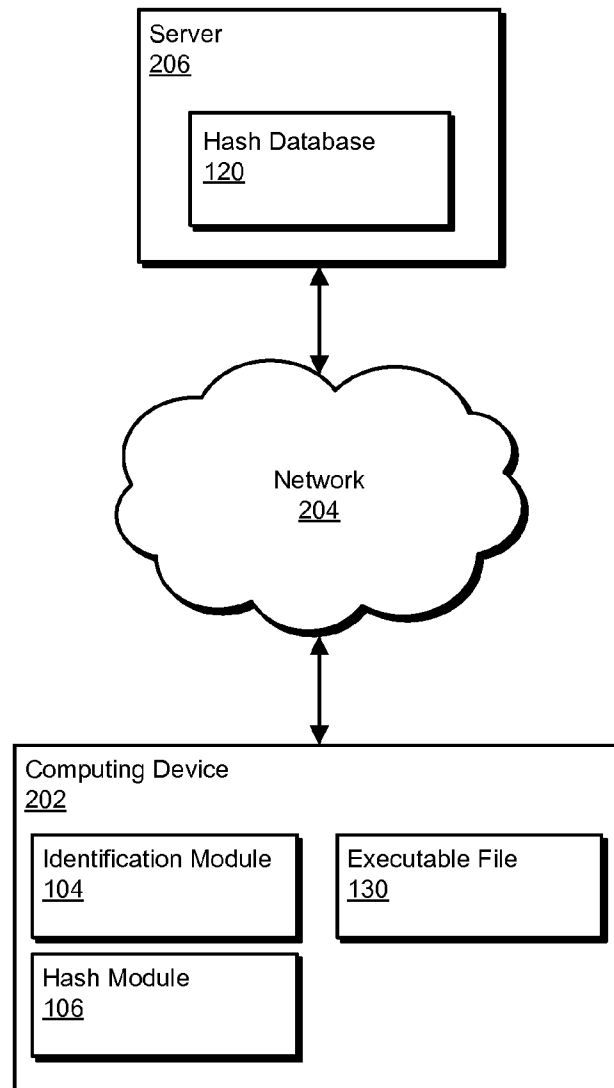 Server
206
Hash Database
120
Network
204
Computing Device
202
Identification Module
104
Executable File
130
Hash Module
106